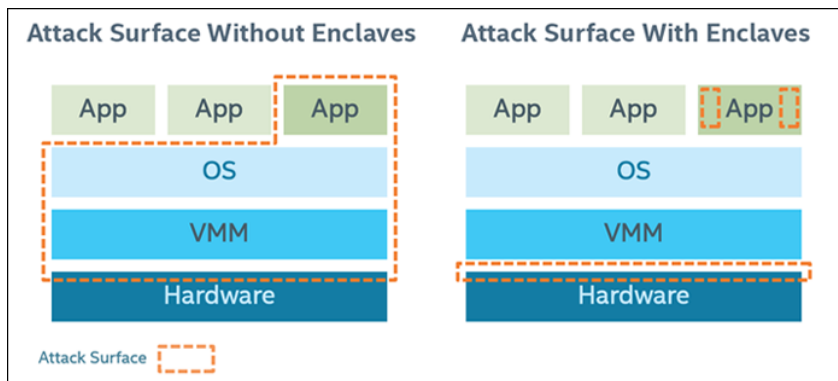 Attack Surface Without Enclaves
App App App
OS
VMM
Hardware
Attack Surface
Attack Surface With Enclaves
App App App
OS
VMM
Hardware